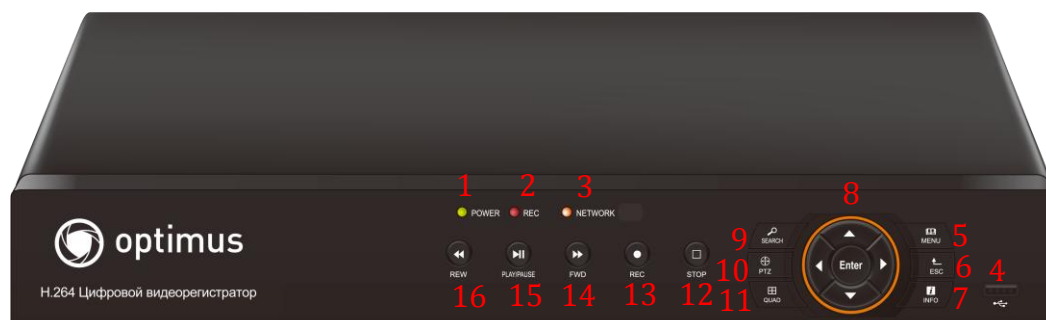 1 2 3
POWER REC NETWORK
8
optimus
9 SEARCH
MENU 5
REW PLAY/PAUSE FWD REC STOP
10 PTZ
Enter
ESC 6
4
H.264 Цифровой видеорегистратор
16 15 14 13 12
11 QUAD
INFO 7